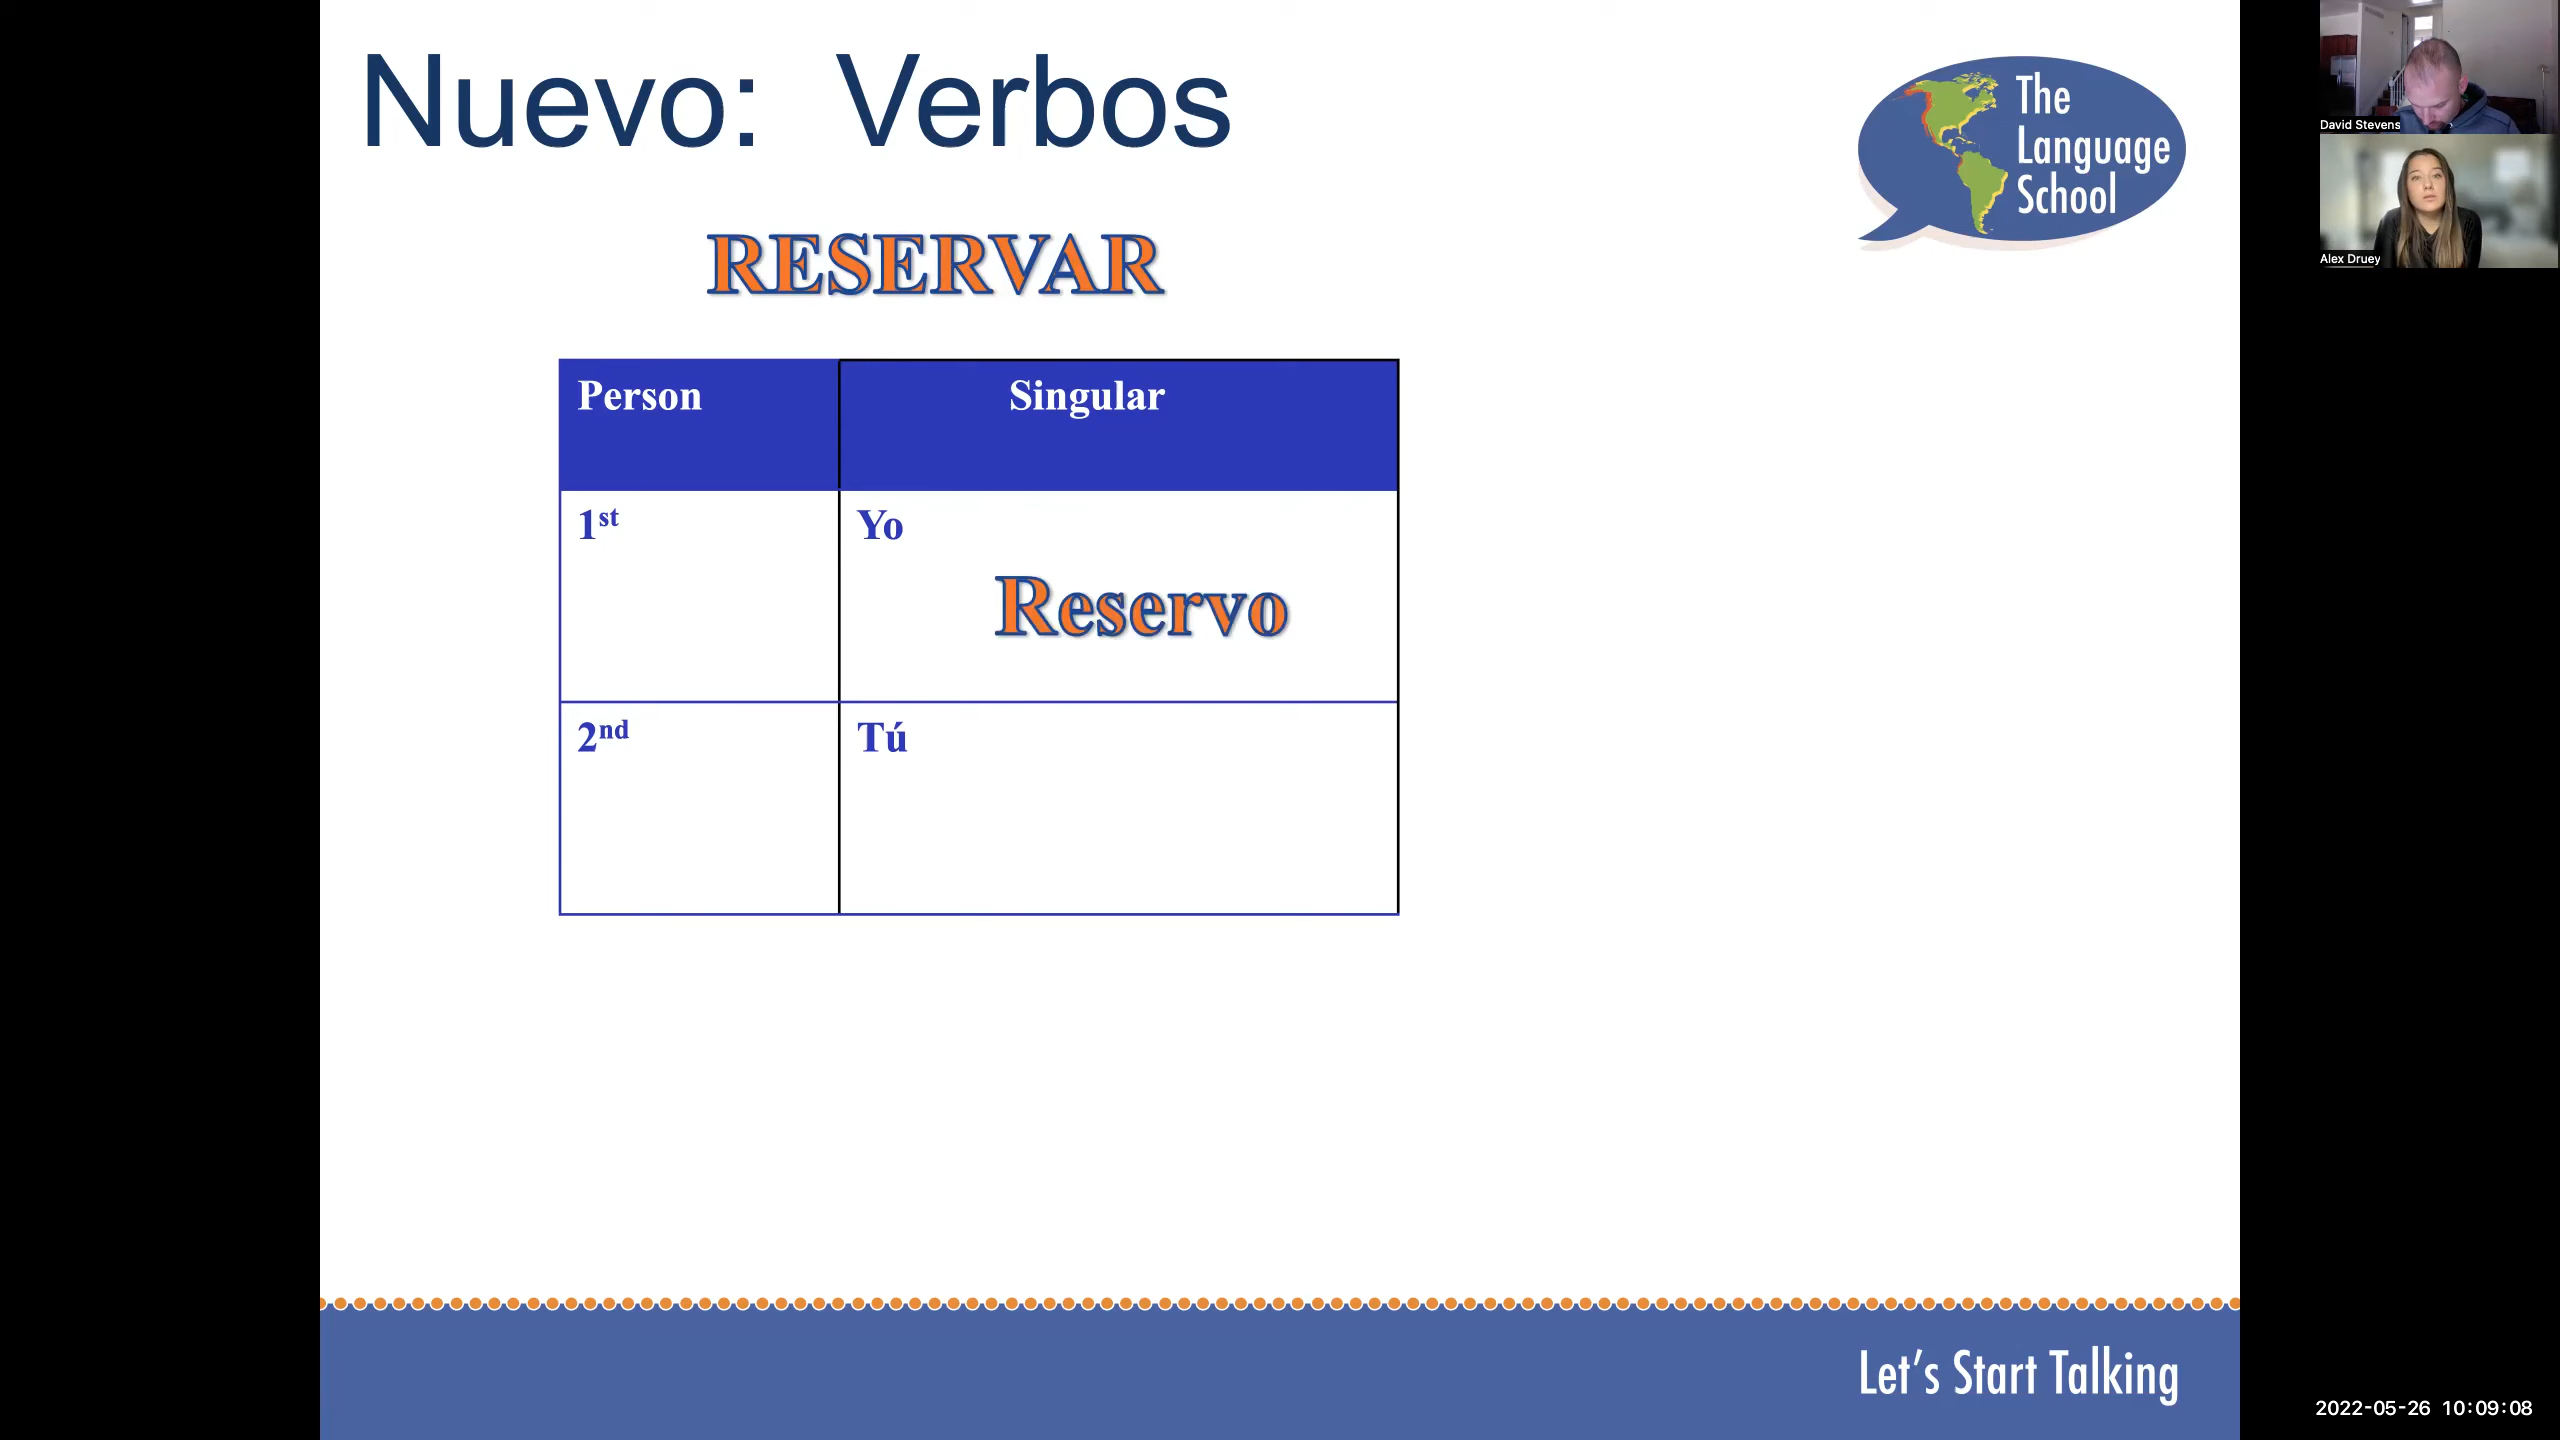 Nuevo: Verbos
The
Language
School
RESERVAR
Person Singular
1st Yo
Reservo
2nd Tú
Let's Start Talking
David Stevens
Alex Druey
2022-05-26 10:09:08